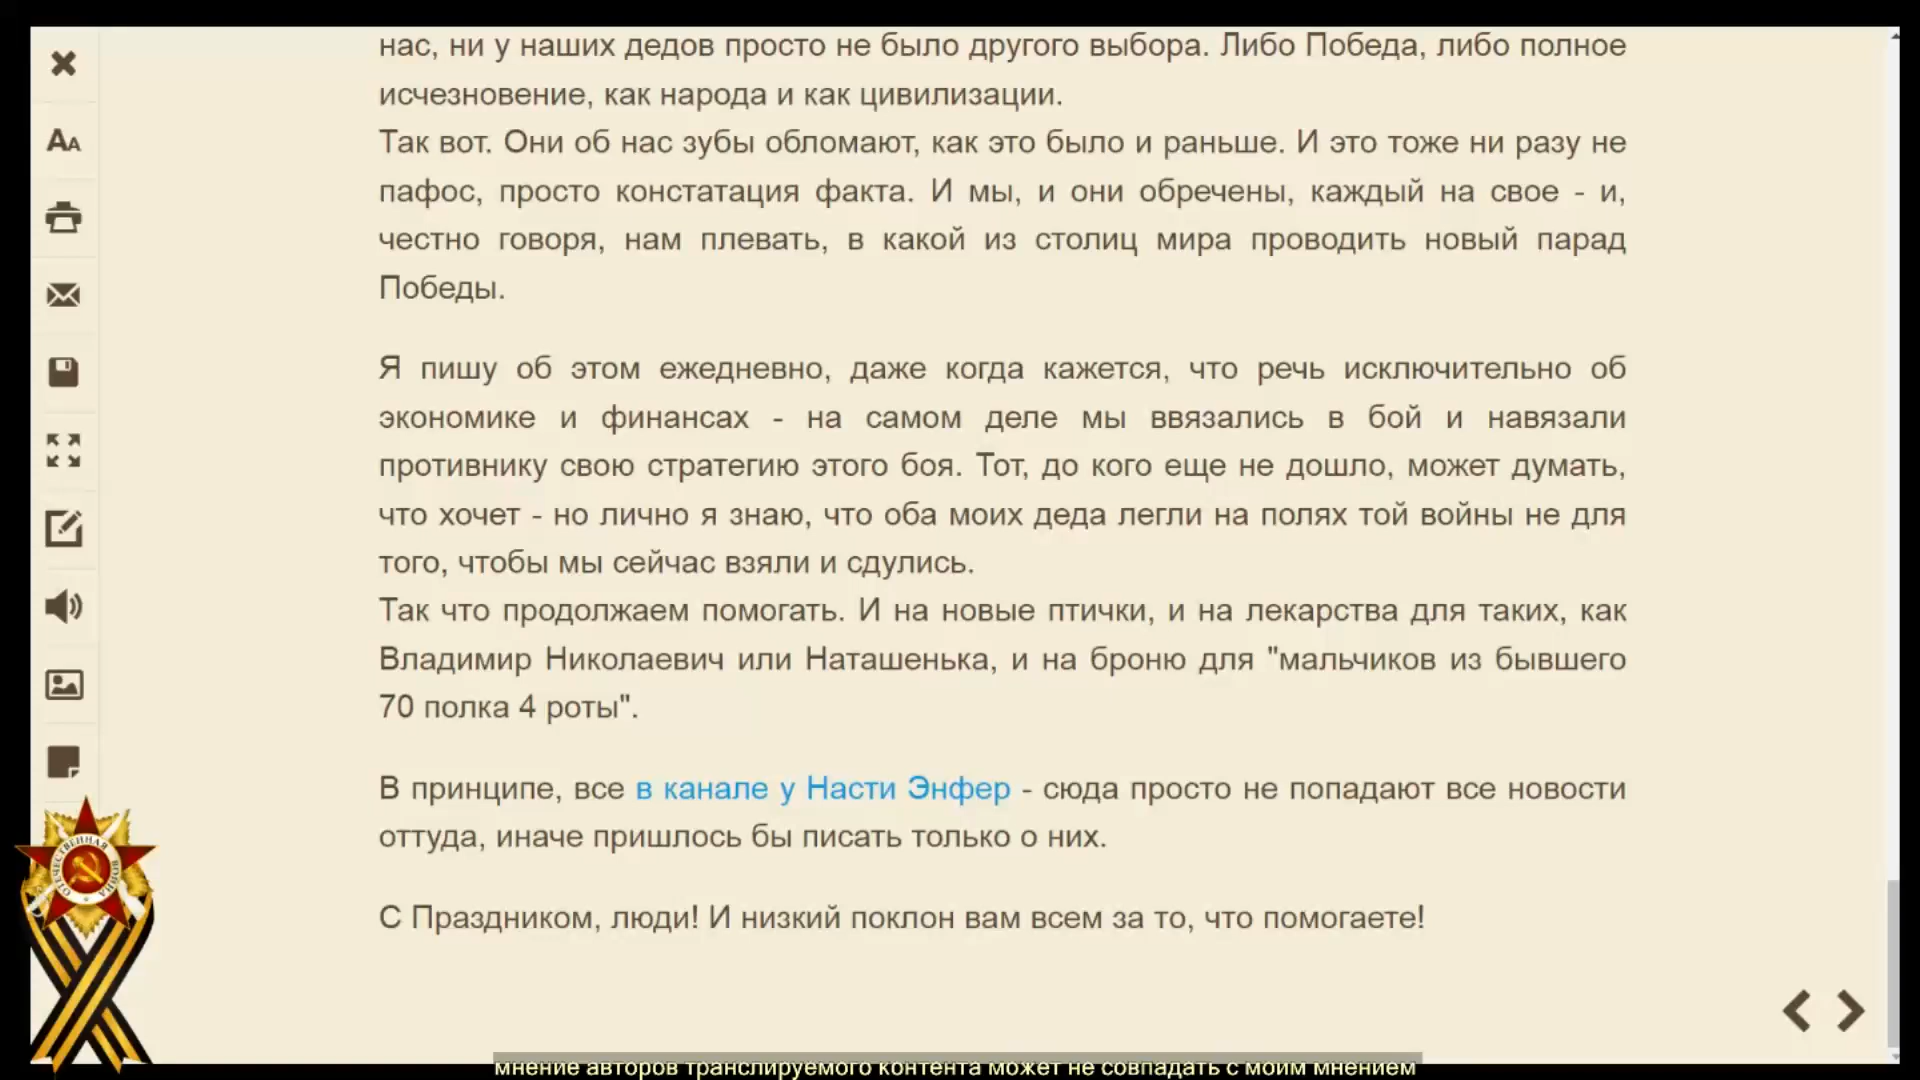 нас, ни у наших дедов просто не было другого выбора. Либо Победа, либо полное
исчезновение, как народа и как цивилизации.
Так вот. Они об нас зубы обломают, как это было и раньше. И это тоже ни разу не
пафос, просто констатация факта. И мы, и они обречены, каждый на свое - и,
честно говоря, нам плевать, в какой из столиц мира проводить новый парад
Победы.
Я пишу об этом ежедневно, даже когда кажется, что речь исключительно об
экономике и финансах - на самом деле мы ввязались в бой и навязали
противнику свою стратегию этого боя. Тот, до кого еще не дошло, может думать,
что хочет - но лично я знаю, что оба моих деда легли на полях той войны не для
того, чтобы мы сейчас взяли и сдулись.
Так что продолжаем помогать. И на новые птички, и на лекарства для таких, как
Владимир Николаевич или Наташенька, и на броню для "мальчиков из бывшего
70 полка 4 роты".
В принципе, все в канале у Насти Энфер - сюда просто не попадают все новости
оттуда, иначе пришлось бы писать только о них.
С Праздником, люди! И низкий поклон вам всем за то, что помогаете!
AA
ОТЕЧЕСТВЕННАЯ ВОЙНА
мнение авторов транслируемого контента может не совпадать с моим мнением